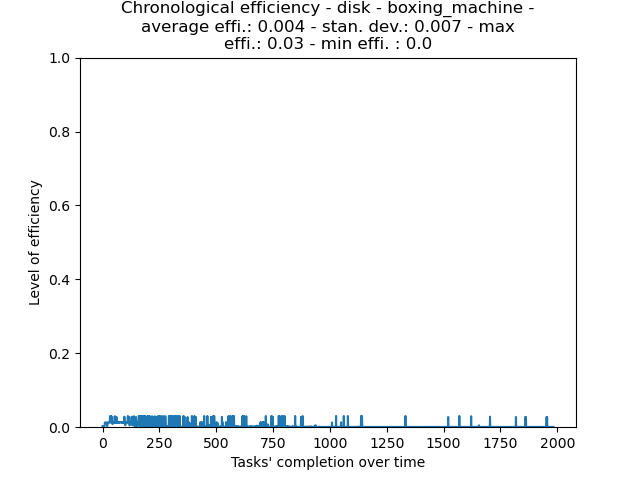 Chronological efficiency - disk - boxing_machine -
average effi.: 0.004 - stan. dev.: 0.007 - max
effi.: 0.03 - min effi. : 0.0
1.0
0.8
0.6
0.4
0.2
0.0
Level of efficiency
0 250 500 750 1000 1250 1500 1750 2000
Tasks' completion over time